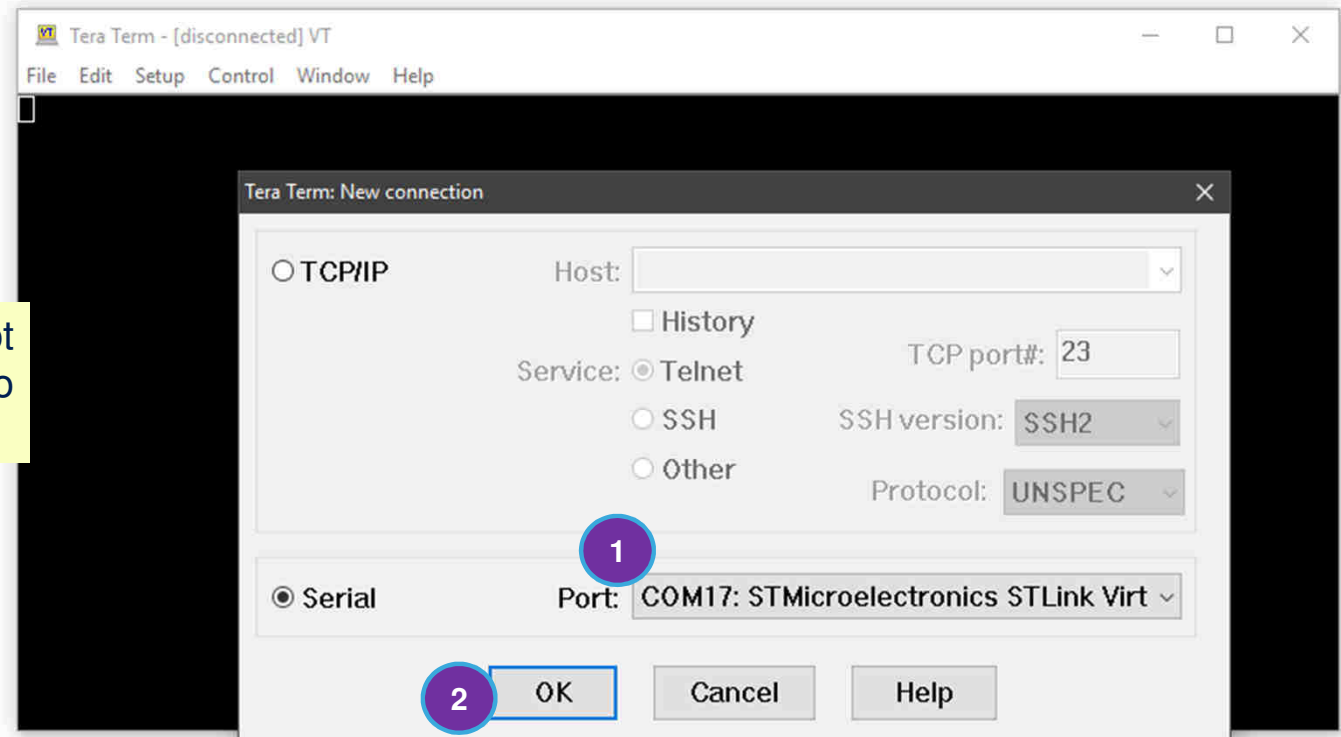 Tera Term - [disconnected] VT
File Edit Setup Control Window Help
Tera Term: New connection
TCP/IP Host:
History
TCP port#: 23
Service: Telnet
SSH SSH version: SSH2
Other
Protocol: UNSPEC
1
Serial Port: COM17: STMicroelectronics STLink Virt
2 OK Cancel Help